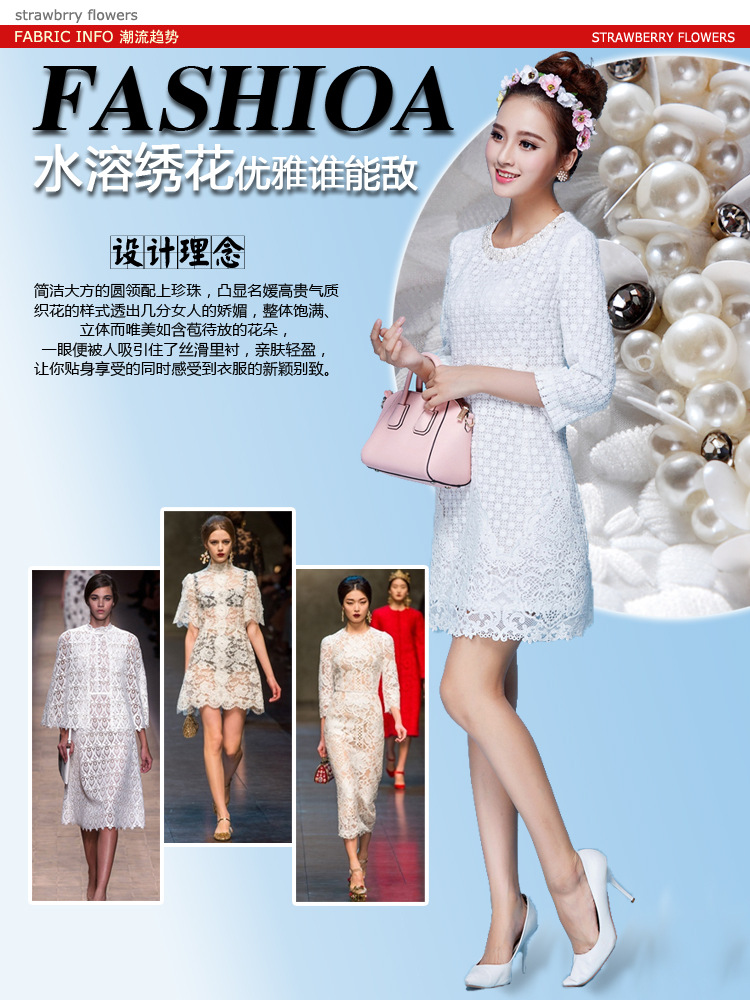 strawbrry flowers
FABRIC INFO 潮流趋势
STRAWBERRY FLOWERS
FASHIOA
水溶绣花优雅谁能敌
设计理念
简洁大方的圆领配上珍珠，凸显名媛高贵气质
织花的样式透出几分女人的娇媚，整体饱满、
立体而唯美如含苞待放的花朵，
一眼便被人吸引住了丝滑里衬，亲肤轻盈，
让你贴身享受的同时感受到衣服的新颖别致。